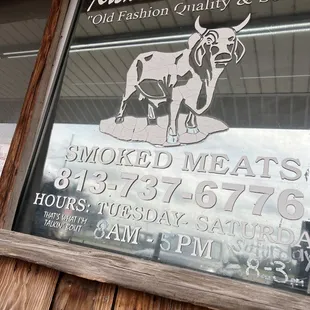 "Old Fashion Quality & S
SMOKED MEATS
813-737-6776
HOURS: TUESDAY- SATURDA
THAT'S WHAT I'M
TALKIN' BOUT
8AM - 5PM
Saturday
8-3